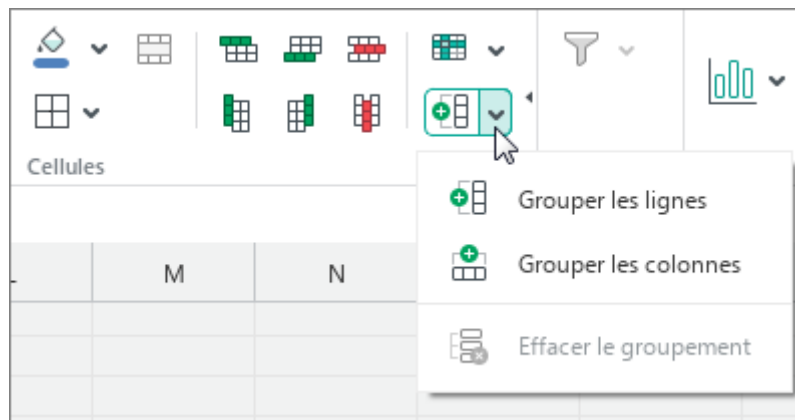 Cellules
M N
Grouper les lignes
Grouper les colonnes
Effacer le groupement